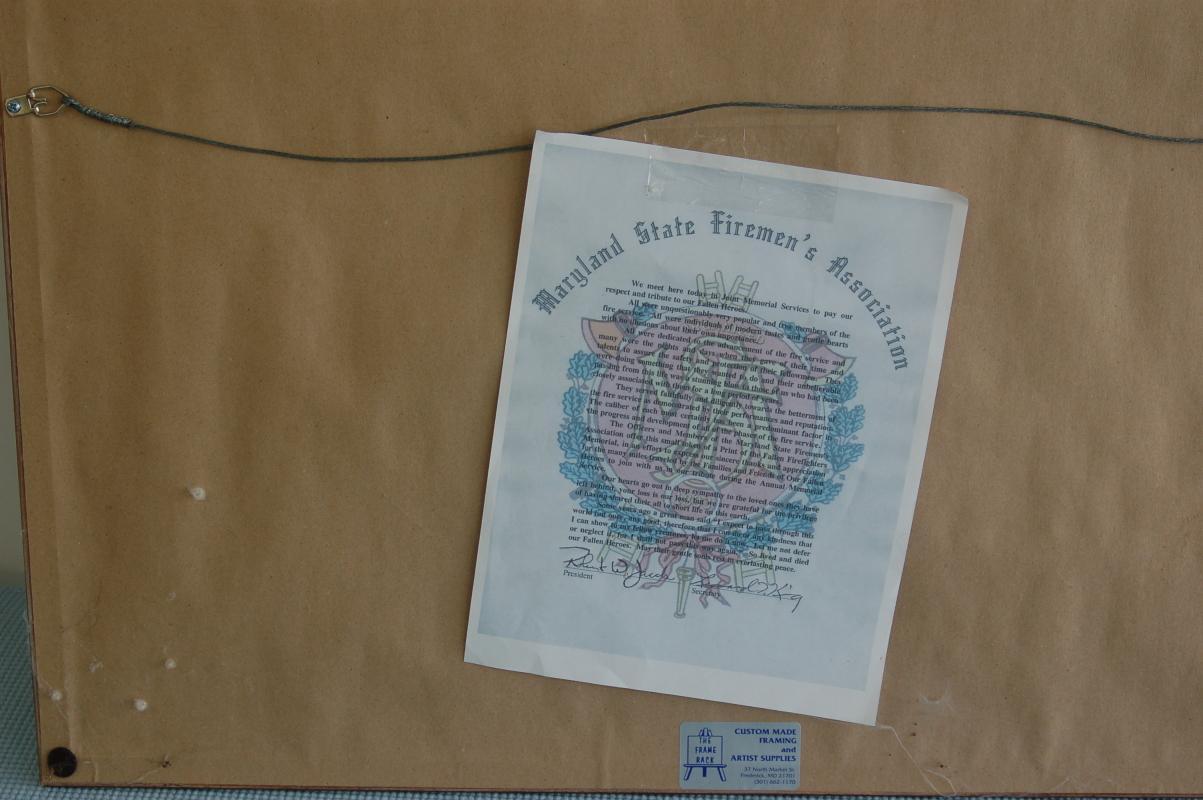 Maryland State Firemen's Association
We meet here today in Joint Memorial Services to pay our
respect and tribute to our Fallen Heroes.
All were unquestionably very popular and fine members of the
fire service. All were individuals of modern tastes and gentle hearts
with no illusions about their own importance.
All were dedicated to the advancement of the fire service and
many were the nights and days when they gave of their time and
talents to assure the safety and protection of their fellowmen. They
were doing something that they wanted to do and their unbelievable
passing from this life was a stunning blow to those of us who had been
closely associated with them for a long period of
They served faithfully and diligently towards the betterment of
the fire service as demonstrated by their performances and reputation.
The caliber of each most certainly has been a predominant factor in
the progress and development of all of the phases of the fire service.
The Officers and Members of the Maryland State Firemen's
Association offer this small token of a Print of the Fallen Firefighters
Memorial, in an effort to express our sincere thanks and appreciation
for the many miles traveled by the Families and Friends of Our Fallen
Heroes to join with us in our tribute during the Annual Memorial
Service.
Our hearts go out in deep sympathy to the loved ones they have
left behind, your loss is our loss, but we are grateful for the privilege
of having shared their all to short life on this earth.
Some years ago a great man said "I expect to pass through this
world but once, any good, therefore that I can do or any kindness that
I can show to my fellow creatures, let me do it now. Let me not defer
or neglect it, for I shall not pass this way again." So lived and died
our Fallen Heroes. May their gentle souls rest in everlasting peace.
President
Secretary
THE
FRAME
RACK
CUSTOM MADE
FRAMING
and
ARTIST SUPPLIES
37 North Market St.
Frederick, MD 21701
(301) 662-1170